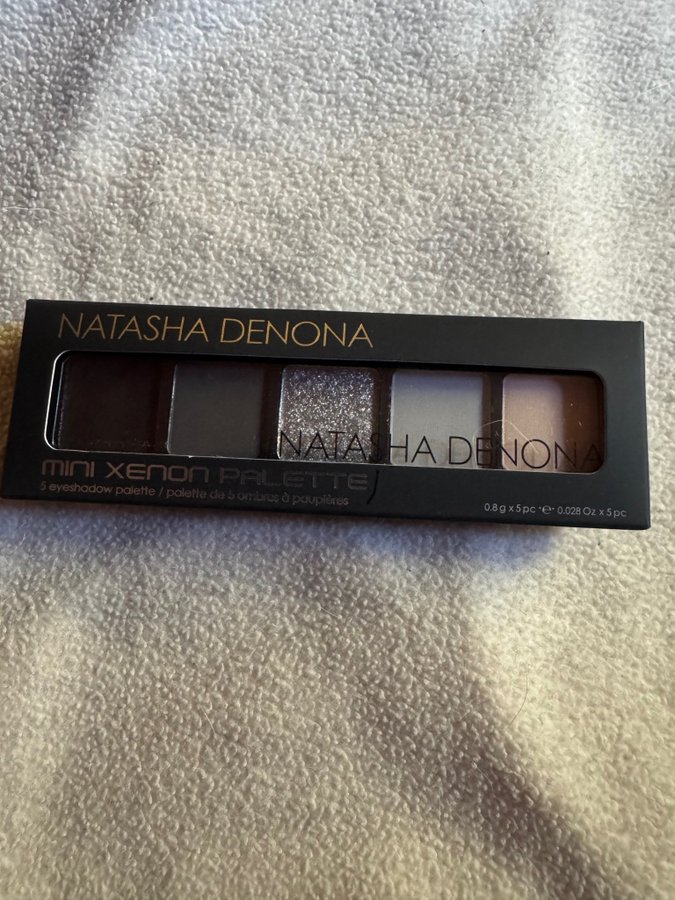 NATASHA DENONA
NATASHA DENONA
MINI XENON PALETTE
5 eyeshadow palette / palette de 5 ombres à paupières
0.8 g x 5 pc "℮" 0.028 Oz x 5 pc